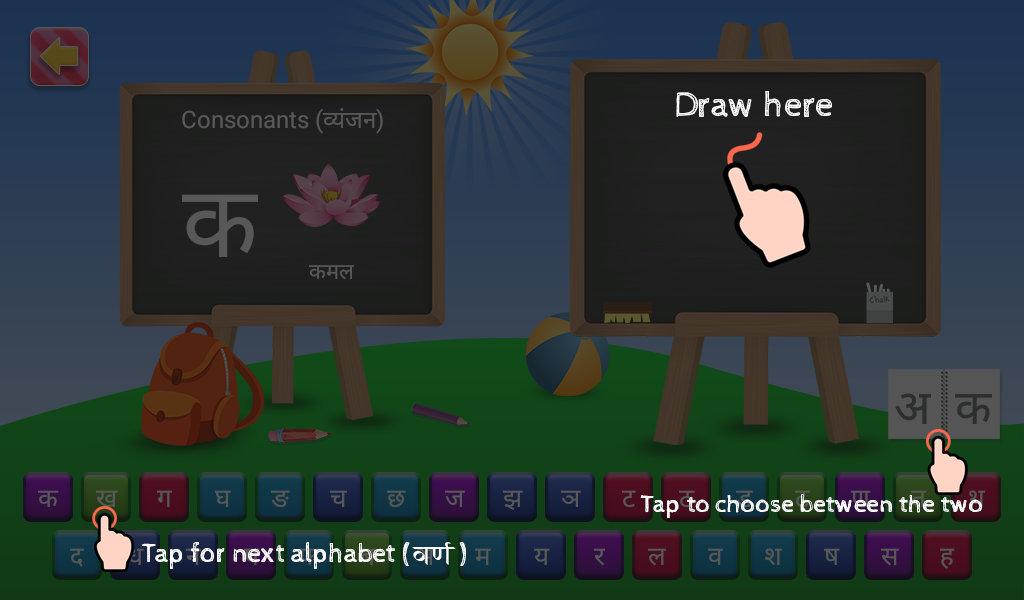 Consonants (व्यंजन)
क
कमल
Draw here
Chalk
अ क
क ख ग घ ङ च छ ज झ ञ ट ठ ड ढ ण त थ
Tap to choose between the two
द ध न प म य र ल व श ष स ह
Tap for next alphabet (वर्ण)